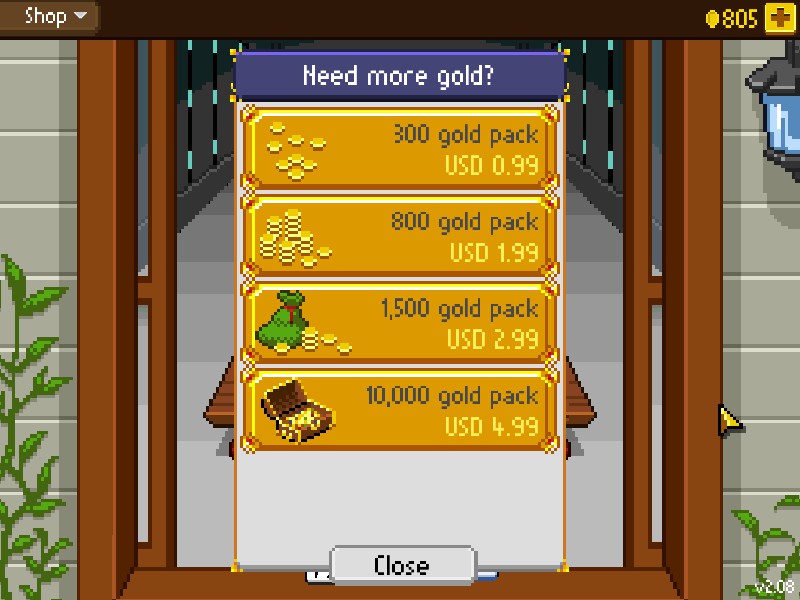 Shop
805
Need more gold?
300 gold pack
USD 0.99
800 gold pack
USD 1.99
1,500 gold pack
USD 2.99
10,000 gold pack
USD 4.99
Close
v2.08